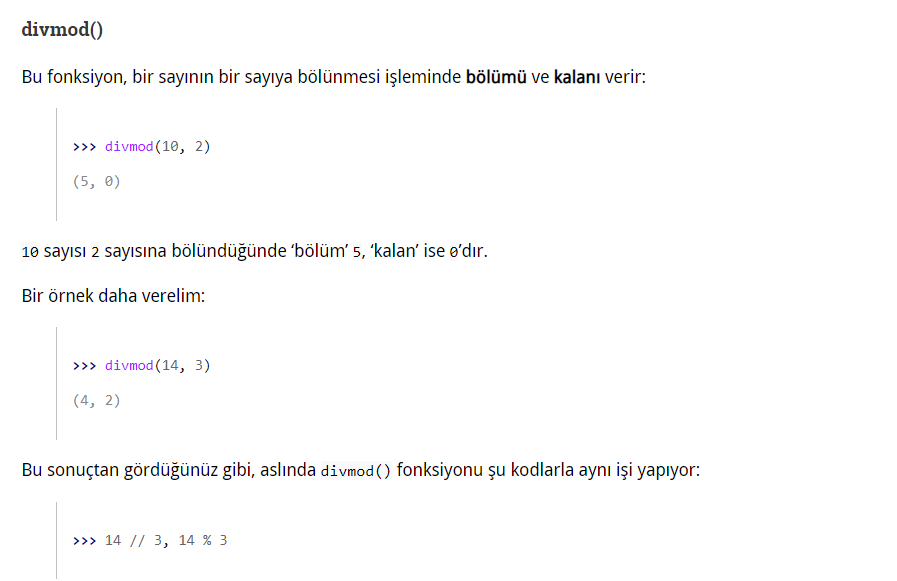 divmod()
Bu fonksiyon, bir sayının bir sayıya bölünmesi işleminde bölümü ve kalanı verir:
>>> divmod(10, 2)
(5, 0)
10 sayısı 2 sayısına bölündüğünde ‘bölüm’ 5, ‘kalan’ ise 0’dır.
Bir örnek daha verelim:
>>> divmod(14, 3)
(4, 2)
Bu sonuçtan gördüğünüz gibi, aslında divmod() fonksiyonu şu kodlarla aynı işi yapıyor:
>>> 14 // 3, 14 % 3